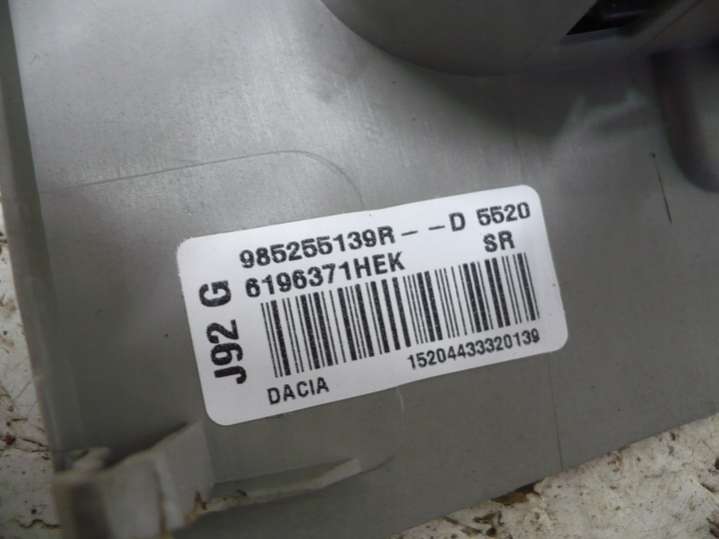 985255139R--D 5520
6196371HEK SR
J92 G
15204433320139
DACIA